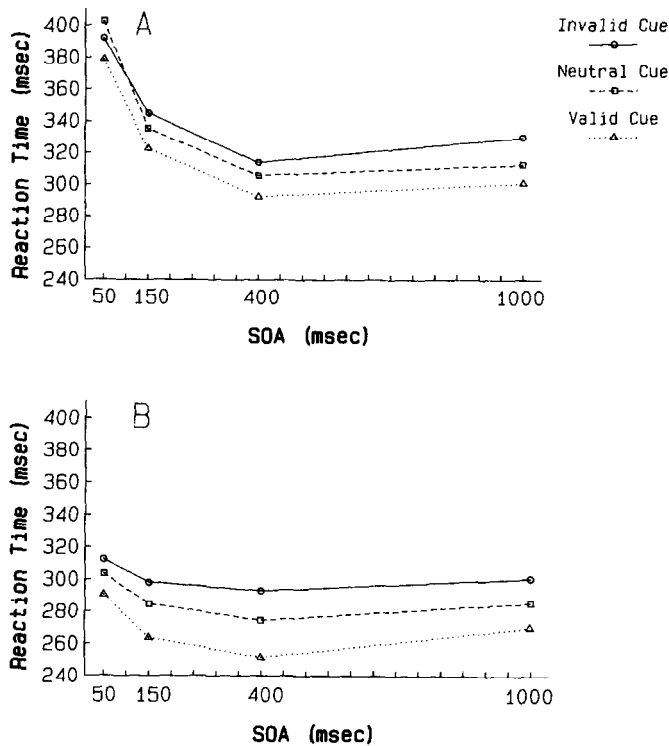 A
Reaction Time (msec)
400
380
360
340
320
300
280
260
240
50 150 400 1000
SOA (msec)
Invalid Cue
Neutral Cue
Valid Cue
B
Reaction Time (msec)
400
380
360
340
320
300
280
260
240
50 150 400 1000
SOA (msec)